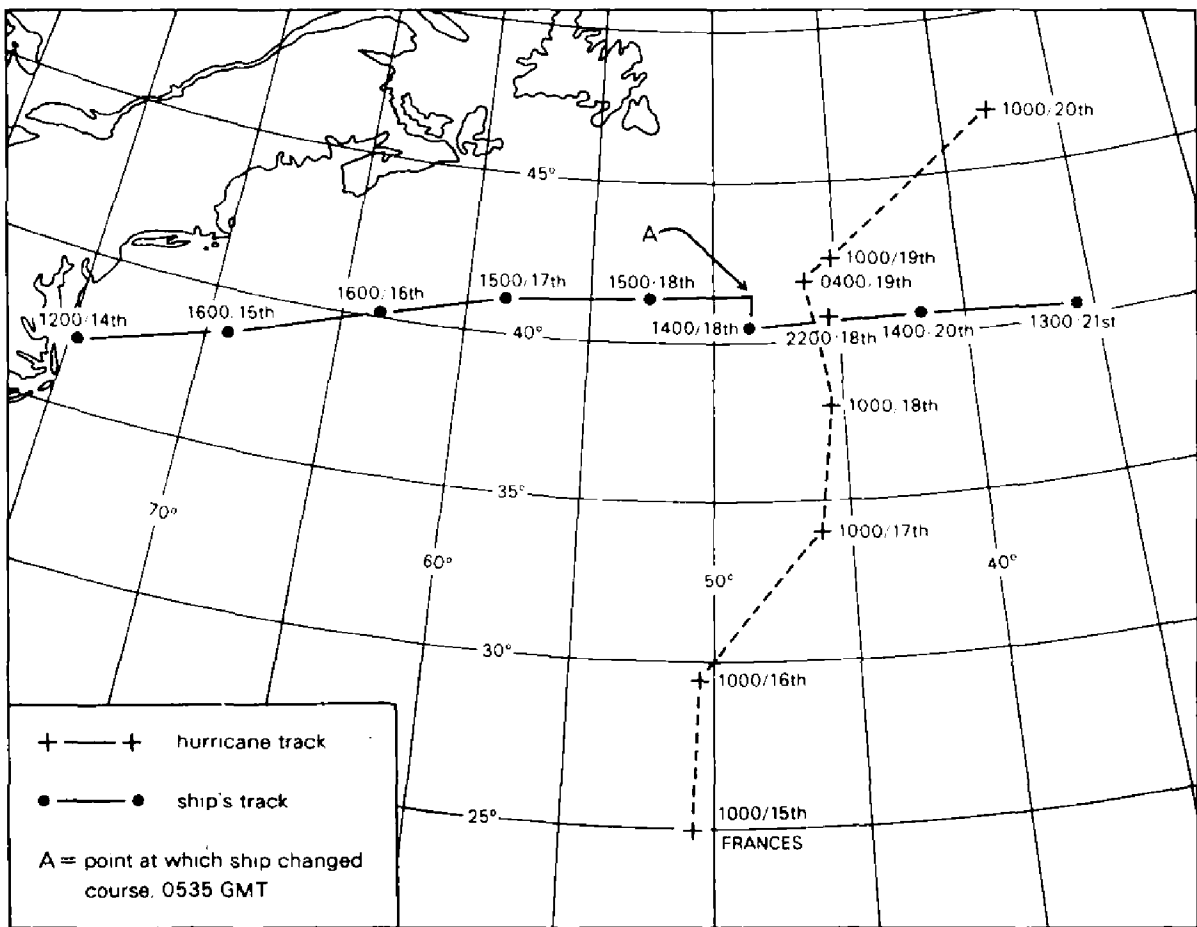 1000/20th
45°
A
1000/19th
0400.19th
1500/17th
1500·18th
1600/16th
1600.15th
1200/14th
40°
1400/18th
2200·18th
1400·20th
1300·21st
1000.18th
35°
70°
1000/17th
60°
50°
40°
30°
1000/16th
hurricane track
ship's track
25°
1000/15th
FRANCES
A = point at which ship changed
course. 0535 GMT